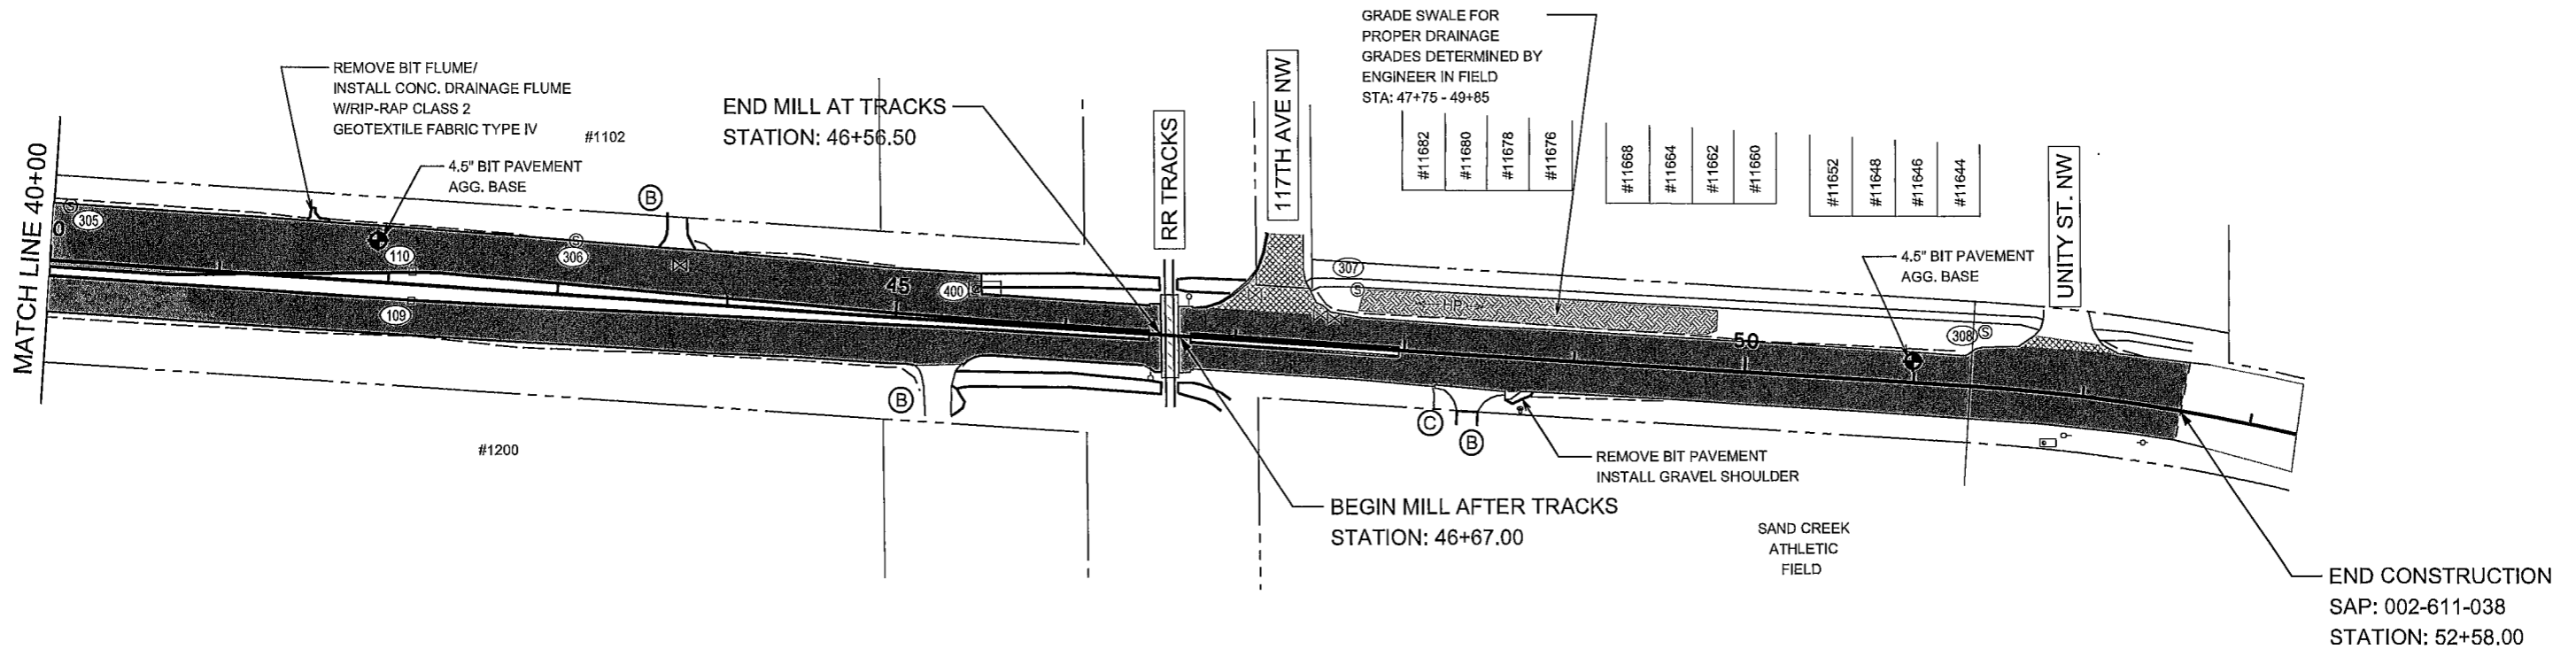 GRADE SWALE FOR
PROPER DRAINAGE
GRADES DETERMINED BY
ENGINEER IN FIELD
STA: 47+75 - 49+85
REMOVE BIT FLUME/
INSTALL CONC. DRAINAGE FLUME
W/RIP-RAP CLASS 2
GEOTEXTILE FABRIC TYPE IV
#1102
4.5" BIT PAVEMENT
AGG. BASE
END MILL AT TRACKS
STATION: 46+56.50
RR TRACKS
117TH AVE NW
#11682
#11680
#11678
#11676
#11668
#11664
#11662
#11660
#11652
#11648
#11646
#11644
UNITY ST. NW
MATCH LINE 40+00
S
305
0
110
S
306
B
45
400
109
B
307
S
HP
4.5" BIT PAVEMENT
AGG. BASE
50
308
S
C
B
#1200
REMOVE BIT PAVEMENT
INSTALL GRAVEL SHOULDER
BEGIN MILL AFTER TRACKS
STATION: 46+67.00
SAND CREEK
ATHLETIC
FIELD
END CONSTRUCTION
SAP: 002-611-038
STATION: 52+58.00